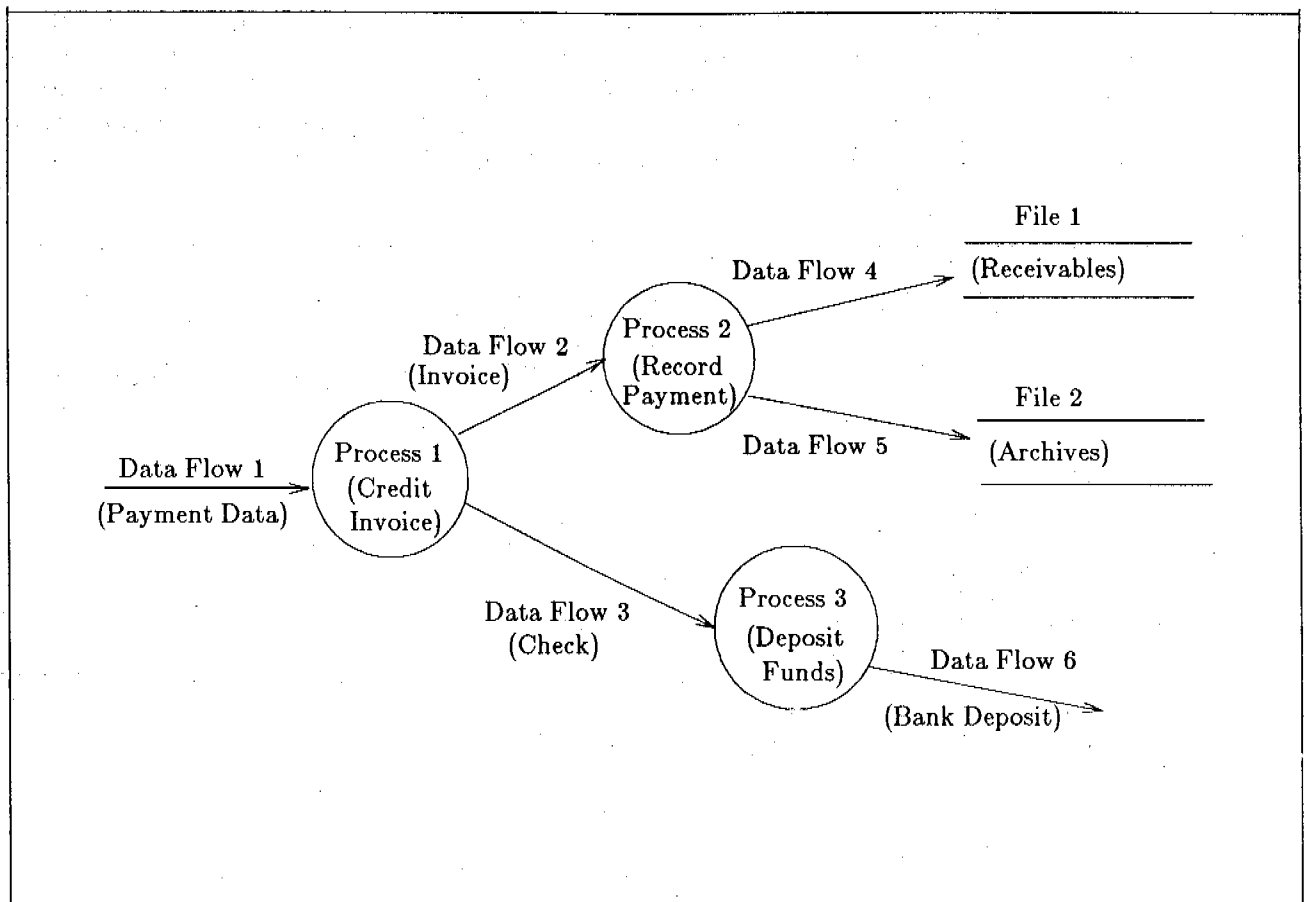 File 1
(Receivables)
Data Flow 4
Process 2
(Record
Payment)
Data Flow 2
(Invoice)
File 2
(Archives)
Data Flow 5
Process 1
(Credit
Invoice)
Data Flow 1
(Payment Data)
Data Flow 3
(Check)
Process 3
(Deposit
Funds)
Data Flow 6
(Bank Deposit)